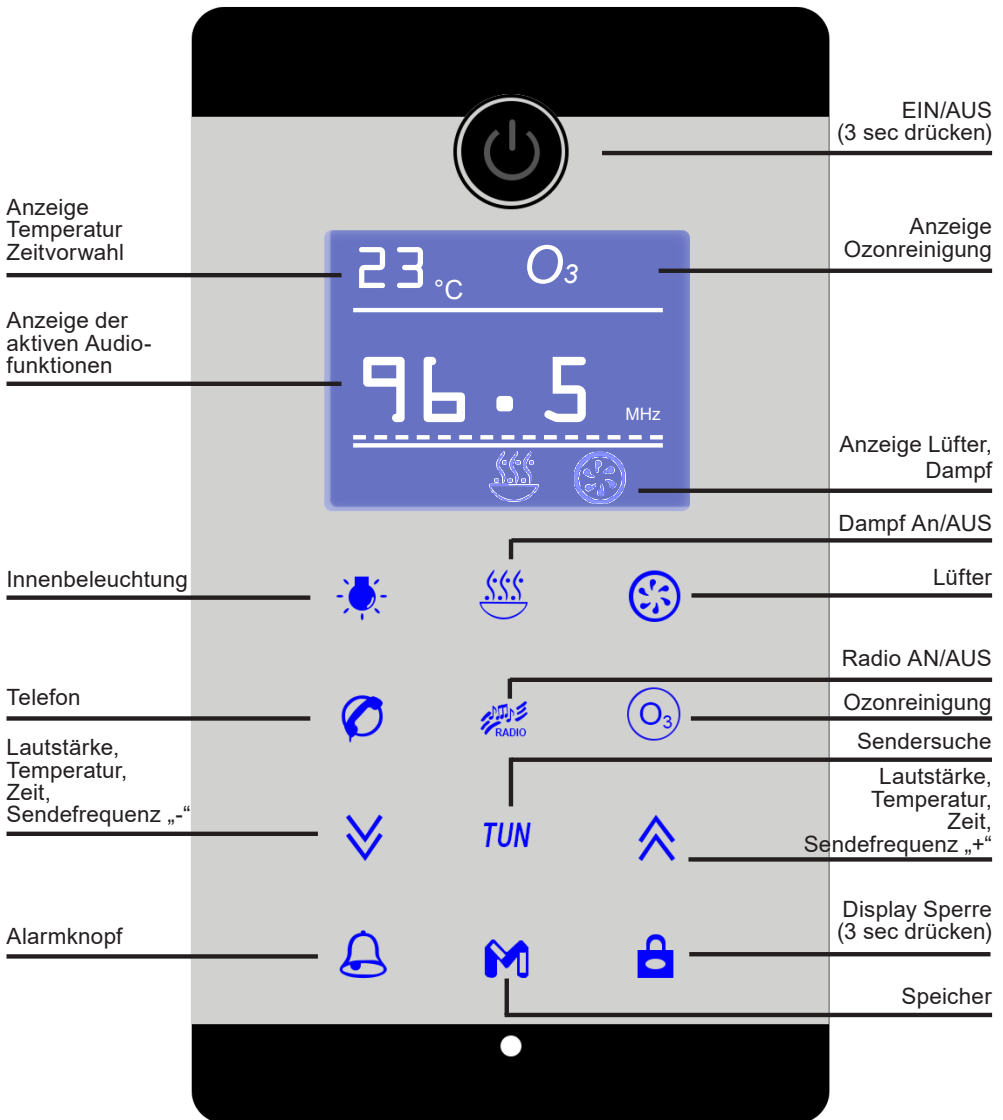 EIN/AUS
(3 sec drücken)
Anzeige
Temperatur
Zeitvorwahl
Anzeige
Ozonreinigung
23 °C
O3
Anzeige der
aktiven Audio-
funktionen
96.5
MHz
Anzeige Lüfter,
Dampf
Dampf An/AUS
Innenbeleuchtung
Lüfter
Radio AN/AUS
Telefon
Ozonreinigung
RADIO
O3
Sendersuche
Lautstärke,
Temperatur,
Zeit,
Sendefrequenz „-“
TUN
Lautstärke,
Temperatur,
Zeit,
Sendefrequenz „+“
Alarmknopf
Display Sperre
(3 sec drücken)
M
Speicher